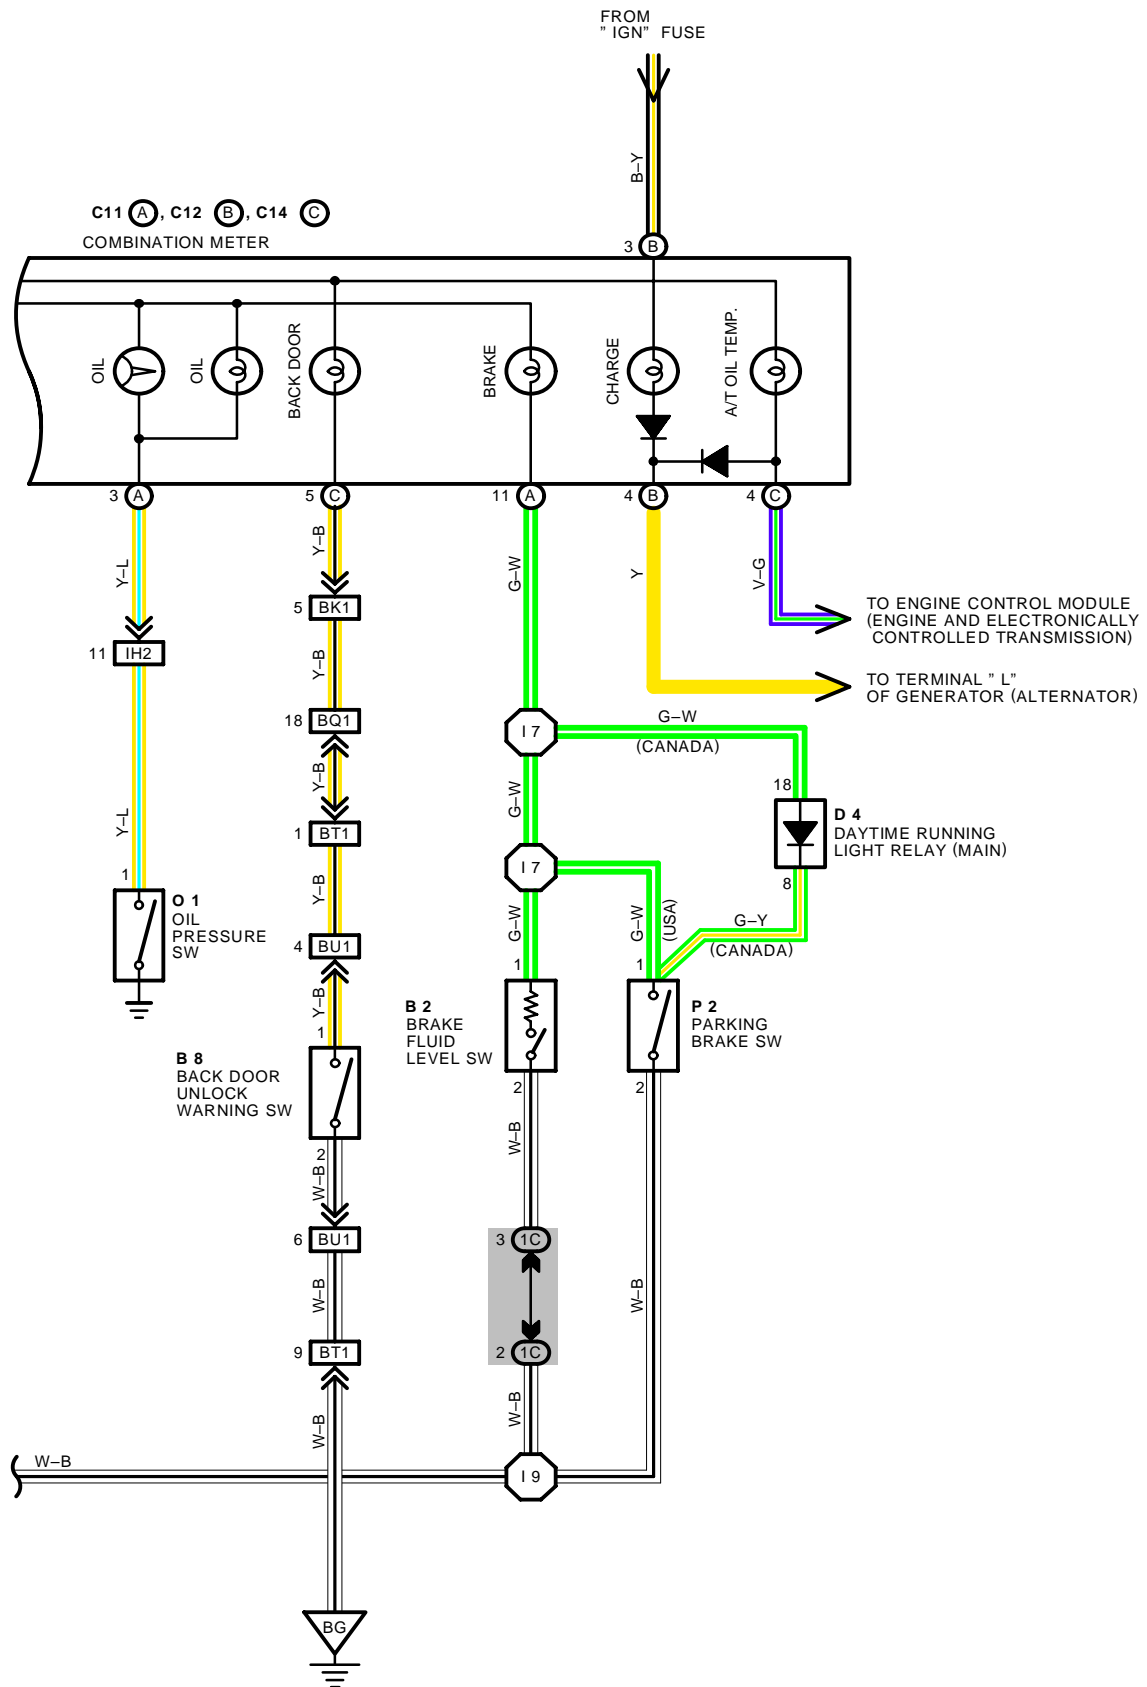 FROM
” IGN” FUSE
B–Y
C11 A , C12 B , C14 C
COMBINATION METER
3 B
OIL
OIL
BACK DOOR
BRAKE
CHARGE
A/T OIL TEMP.
3 A
5 C
11 A
4 B
4 C
Y–L
Y–B
G–W
Y
V–G
TO ENGINE CONTROL MODULE
(ENGINE AND ELECTRONICALLY
CONTROLLED TRANSMISSION)
5 BK1
11 IH2
Y–B
TO TERMINAL ” L”
OF GENERATOR (ALTERNATOR)
18 BQ1
I 7
G–W
(CANADA)
Y–B
G–W
18
Y–L
1 BT1
D 4
DAYTIME RUNNING
LIGHT RELAY (MAIN)
I 7
1
Y–B
8
O 1
OIL
PRESSURE
SW
G–W
G–W
(USA)
G–Y
(CANADA)
4 BU1
1
1
Y–B
B 2
BRAKE
FLUID
LEVEL SW
P 2
PARKING
BRAKE SW
1
B 8
BACK DOOR
UNLOCK
WARNING SW
2
2
W–B
2
W–B
6 BU1
3 1C
W–B
W–B
9 BT1
2 1C
W–B
W–B
W–B
I 9
BG